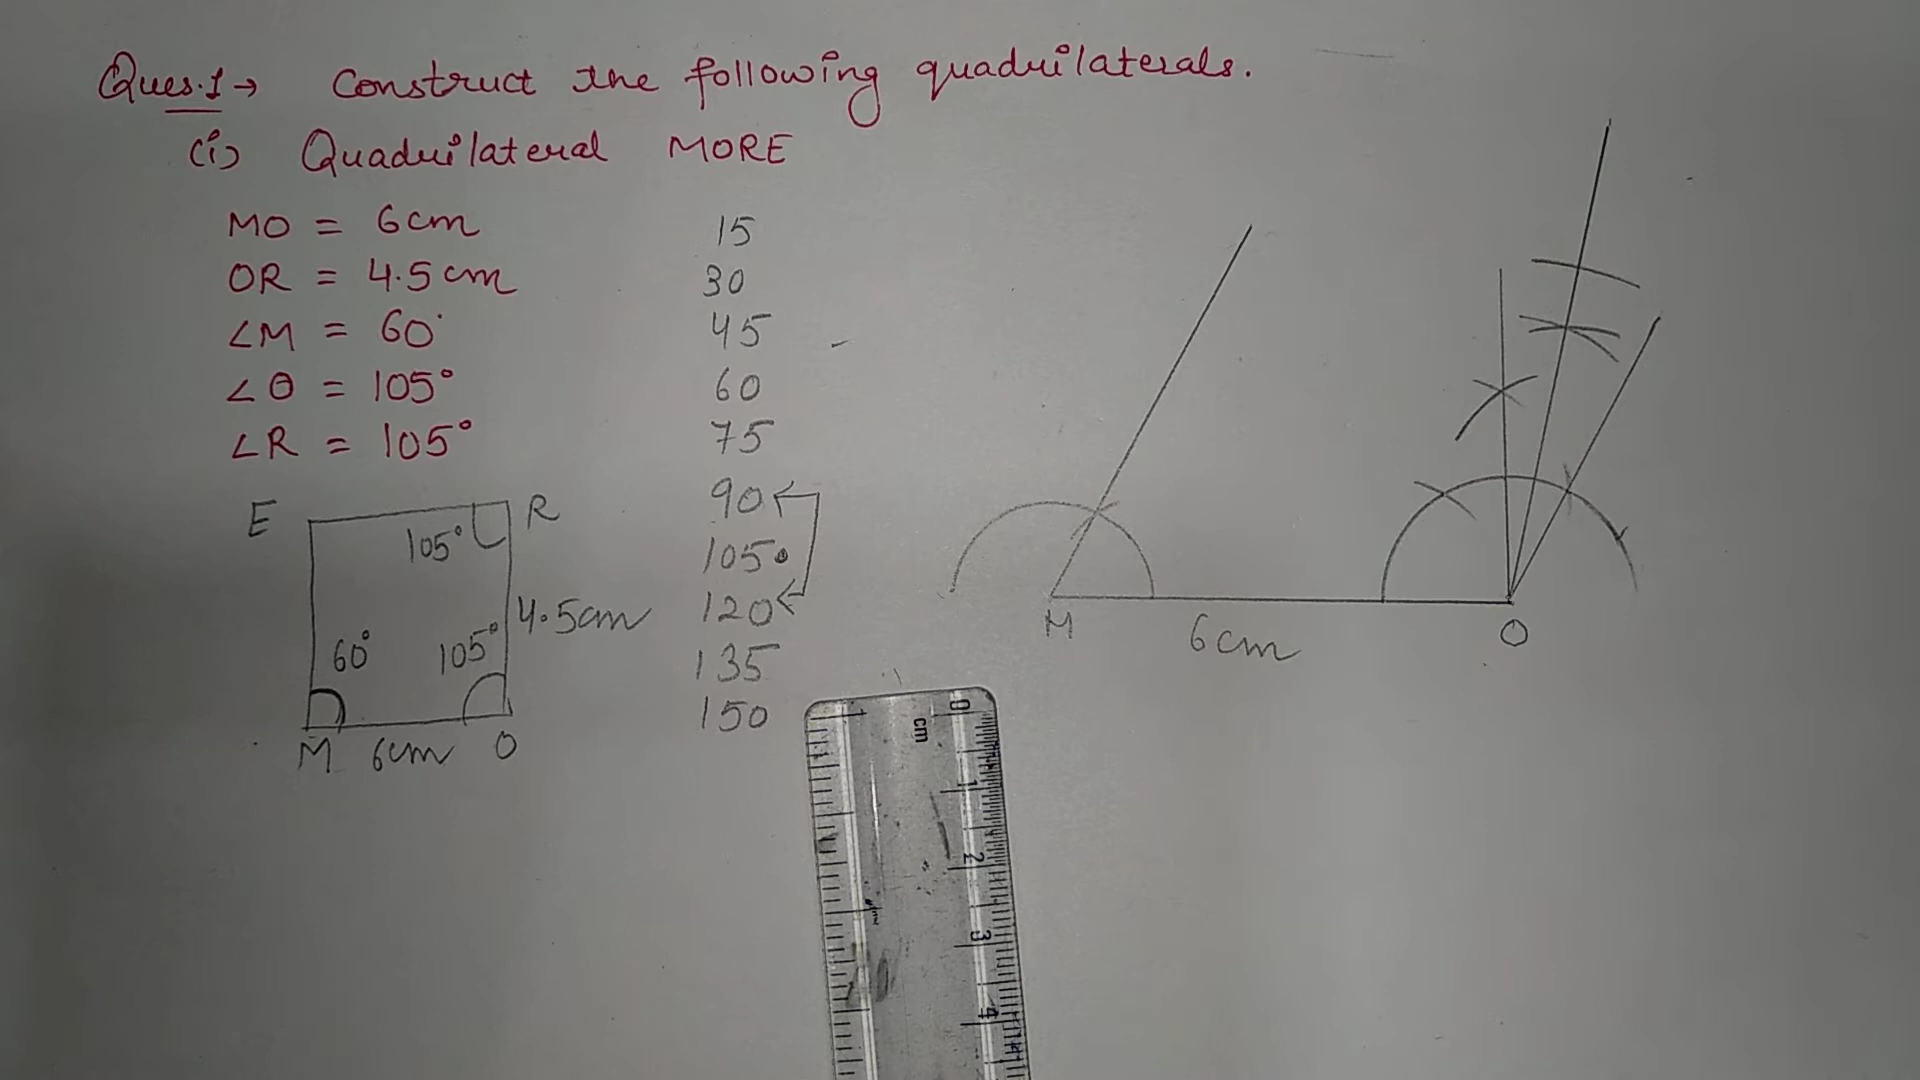 Ques.1→ Construct the following quadrilaterals.
(i) Quadrilateral MORE
MO = 6cm
OR = 4.5cm
∠M = 60°
∠O = 105°
∠R = 105°
E R
105°
4.5cm
60° 105°
M 6cm O
15
30
45
60
75
90
105
120
135
150
M 6cm O
0 cm
1
2
3
4
1